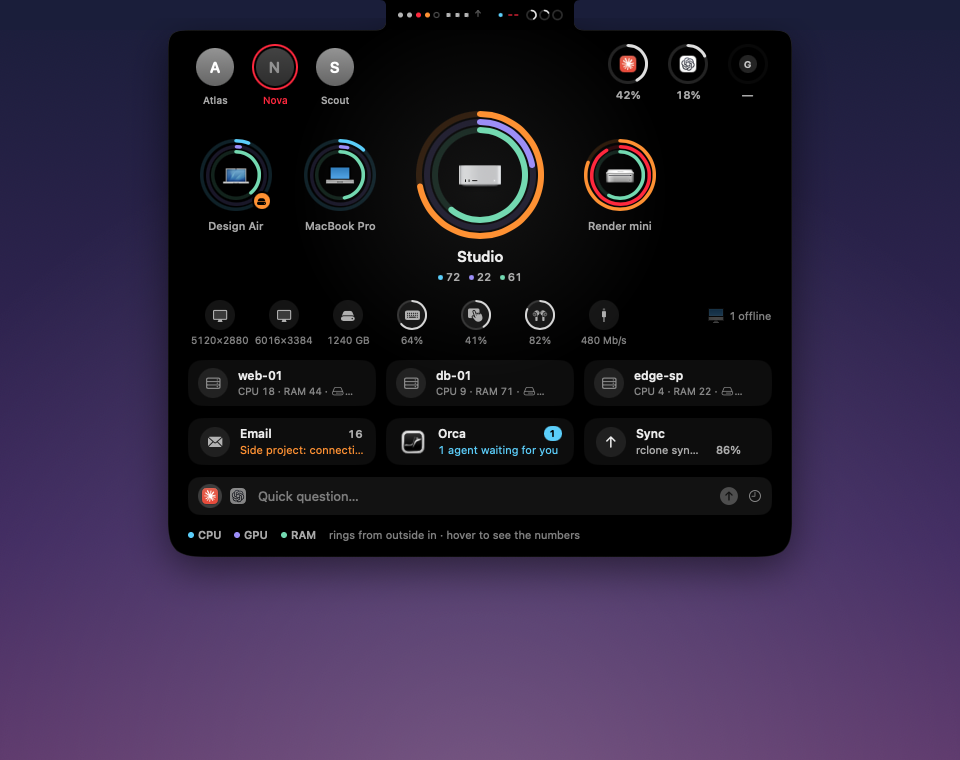 A
N
S
G
Atlas
Nova
Scout
42%
18%
—
Design Air
MacBook Pro
Render mini
Studio
72 22 61
5120×2880
6016×3384
1240 GB
64%
41%
82%
480 Mb/s
1 offline
web-01
CPU 18 · RAM 44 · …
db-01
CPU 9 · RAM 71 · …
edge-sp
CPU 4 · RAM 22 · …
Email 16
Side project: connecti…
Orca 1
1 agent waiting for you
Sync
rclone syn… 86%
Quick question…
CPU GPU RAM rings from outside in · hover to see the numbers